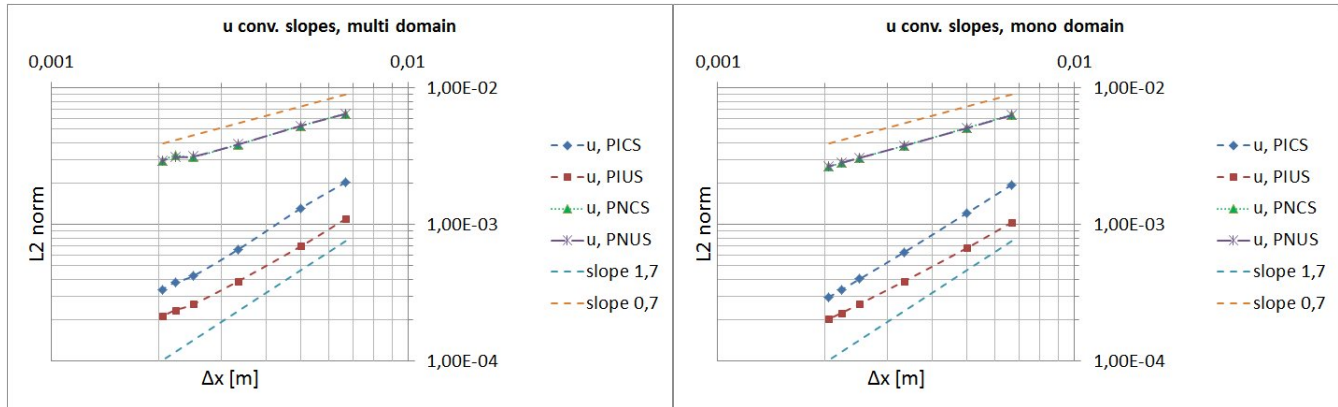 u conv. slopes, multi domain
0,001
0,01
1,00E-02
L2 norm
1,00E-03
1,00E-04
Δx [m]
u, PICS
u, PIUS
u, PNCS
u, PNUS
slope 1,7
slope 0,7
u conv. slopes, mono domain
0,001
0,01
1,00E-02
L2 norm
1,00E-03
1,00E-04
Δx [m]
u, PICS
u, PIUS
u, PNCS
u, PNUS
slope 1,7
slope 0,7